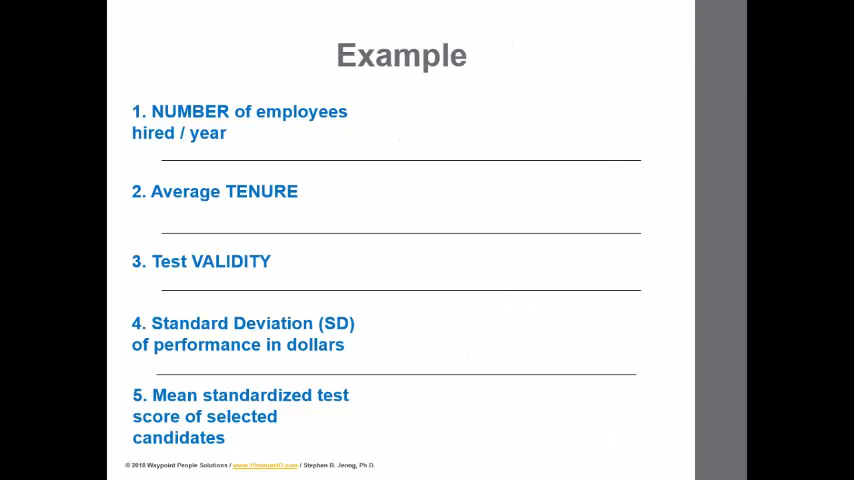 Example
1. NUMBER of employees
hired / year
2. Average TENURE
3. Test VALIDITY
4. Standard Deviation (SD)
of performance in dollars
5. Mean standardized test
score of selected
candidates
© 2018 Waypoint People Solutions / / Stephen B. Jeong, Ph.D.